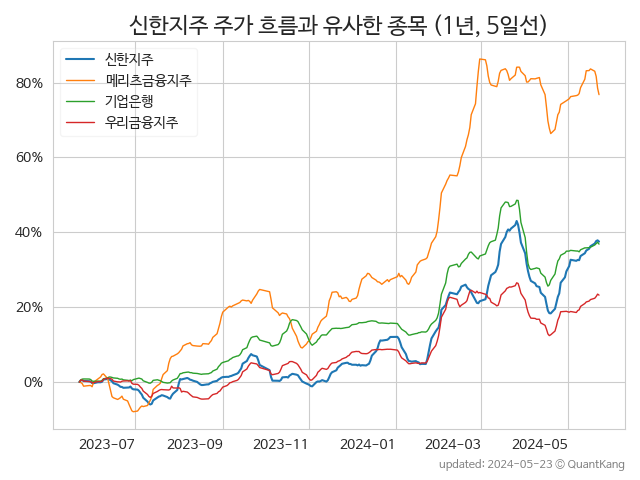 신한지주 주가 흐름과 유사한 종목 (1년, 5일선)
신한지주
메리츠금융지주
기업은행
우리금융지주
80%
60%
40%
20%
0%
2023-07 2023-09 2023-11 2024-01 2024-03 2024-05
updated: 2024-05-23 © QuantKang